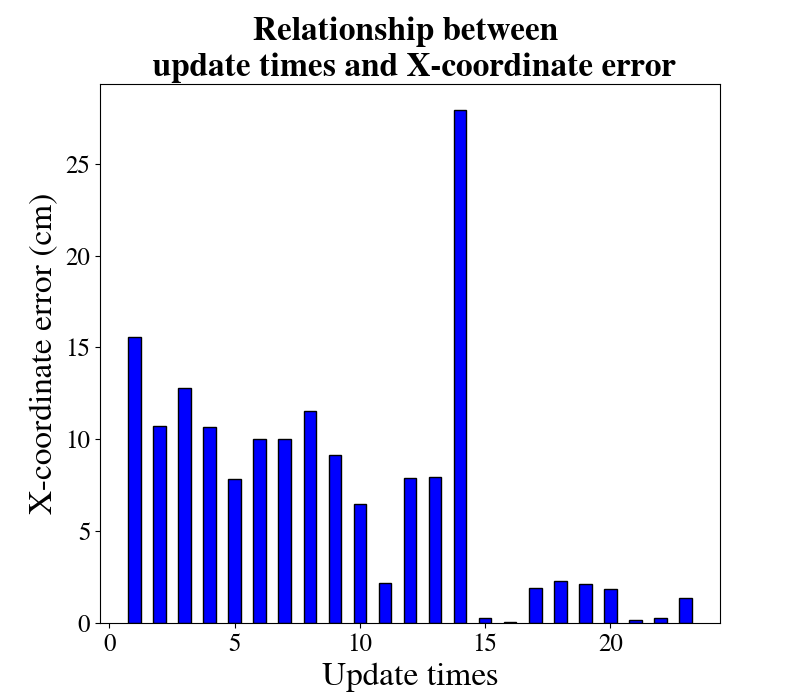 Relationship between
update times and X-coordinate error
X-coordinate error (cm)
25
20
15
10
5
0
0 5 10 15 20
Update times